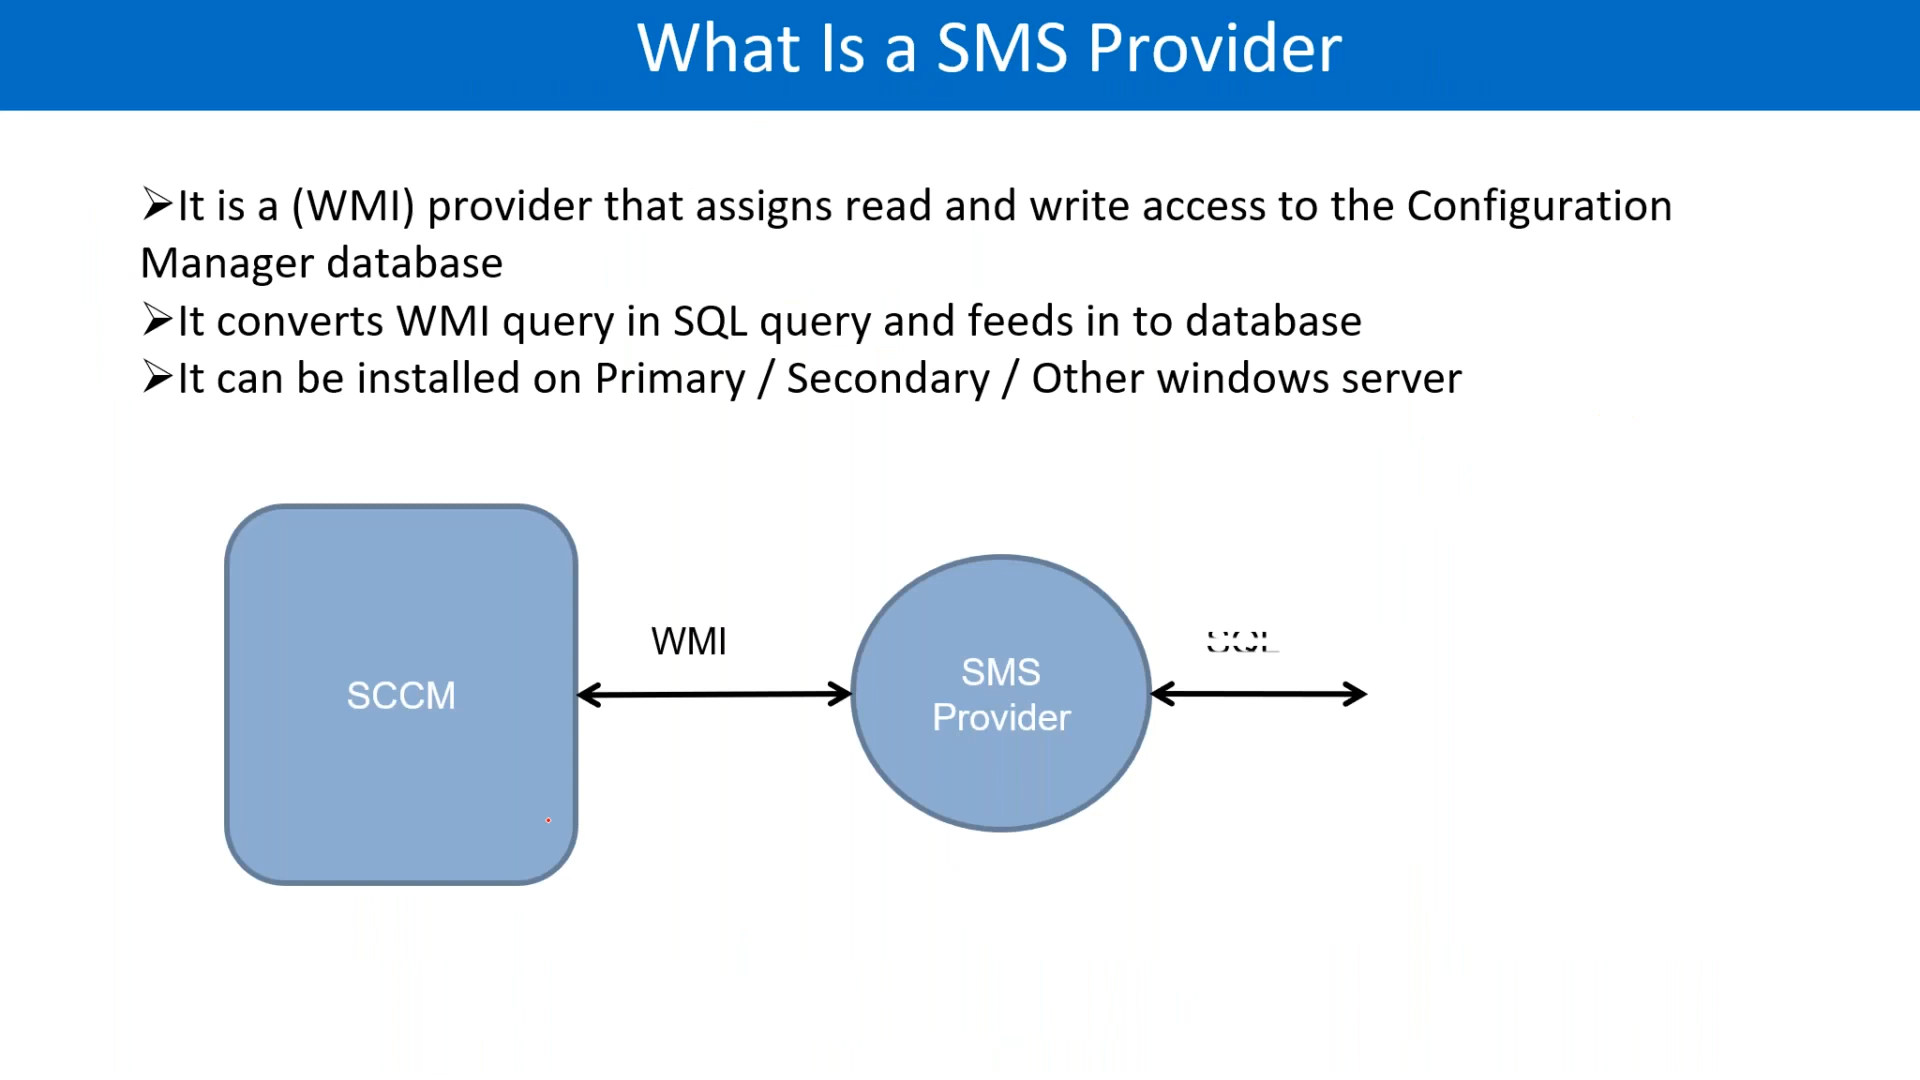 What Is a SMS Provider
➢It is a (WMI) provider that assigns read and write access to the Configuration
Manager database
➢It converts WMI query in SQL query and feeds in to database
➢It can be installed on Primary / Secondary / Other windows server
SCCM
WMI
SMS
Provider
SQL